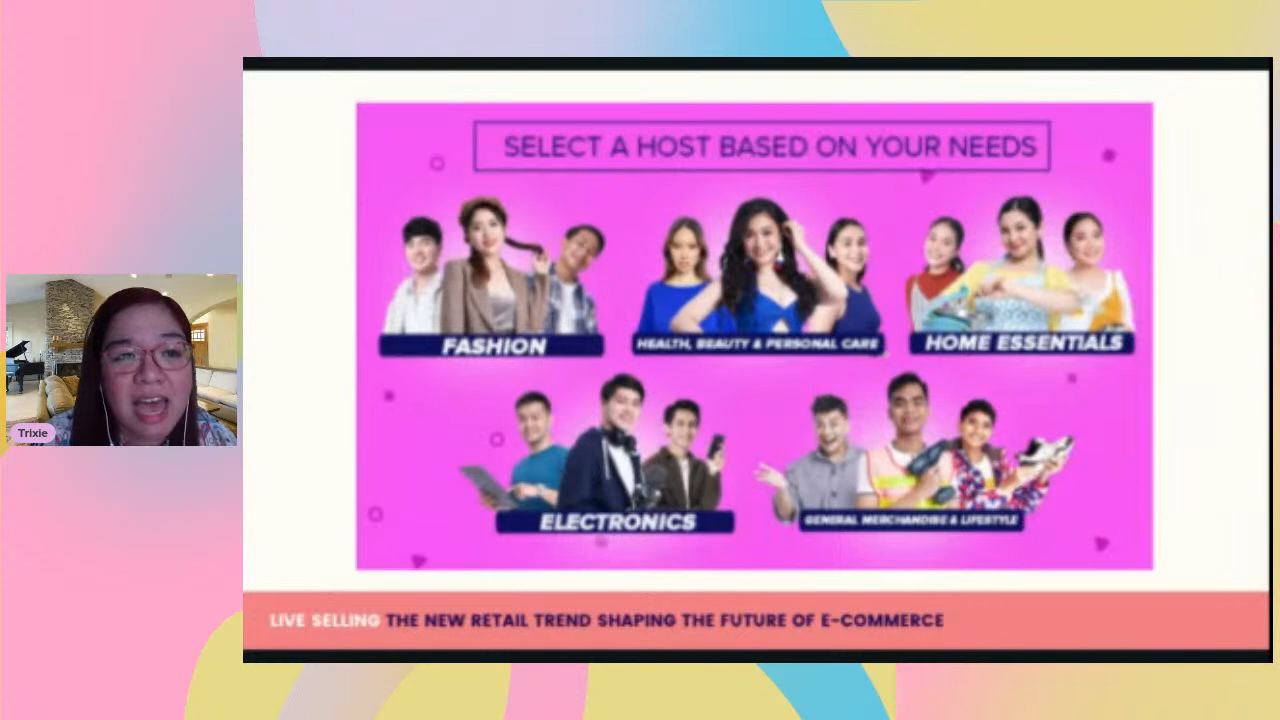 SELECT A HOST BASED ON YOUR NEEDS
FASHION
HEALTH, BEAUTY & PERSONAL CARE
HOME ESSENTIALS
Trixie
ELECTRONICS
GENERAL MERCHANDISE & LIFESTYLE
LIVE SELLING THE NEW RETAIL TREND SHAPING THE FUTURE OF E-COMMERCE